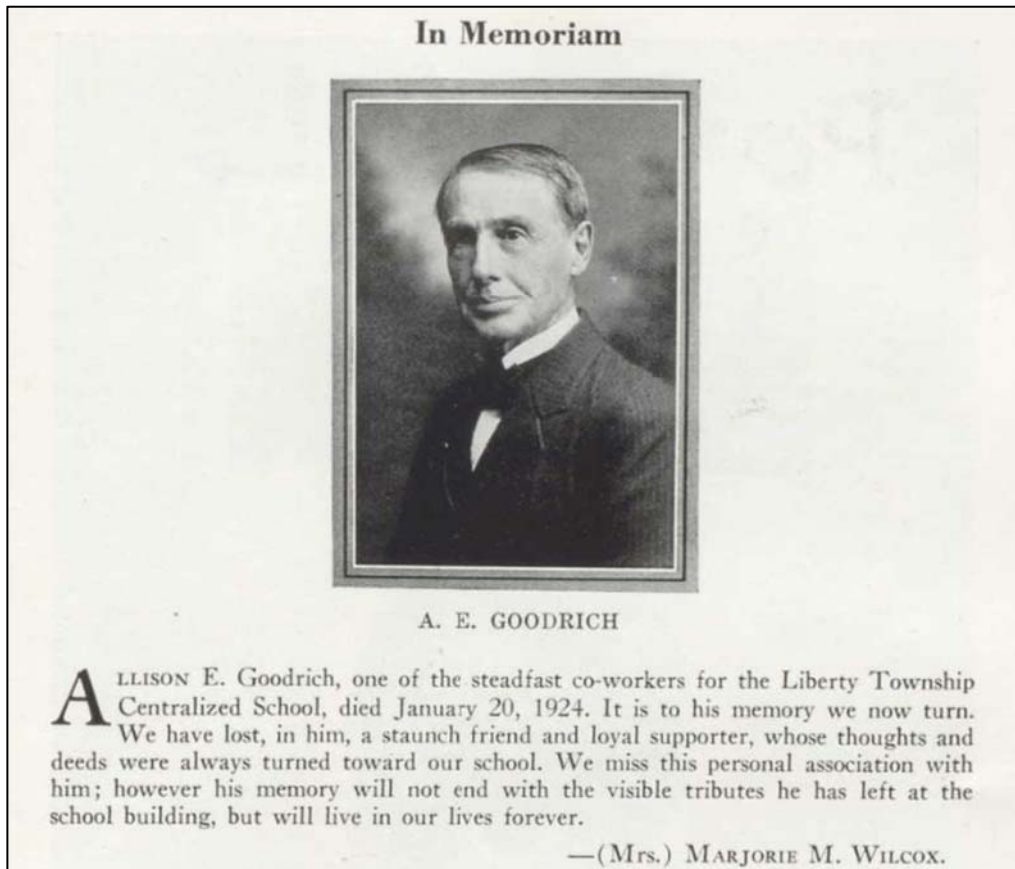 In Memoriam
A. E. GOODRICH
ALLISON E. Goodrich, one of the steadfast co-workers for the Liberty Township
Centralized School, died January 20, 1924. It is to his memory we now turn.
We have lost, in him, a staunch friend and loyal supporter, whose thoughts and
deeds were always turned toward our school. We miss this personal association with
him; however his memory will not end with the visible tributes he has left at the
school building, but will live in our lives forever.
—(Mrs.) MARJORIE M. WILCOX.